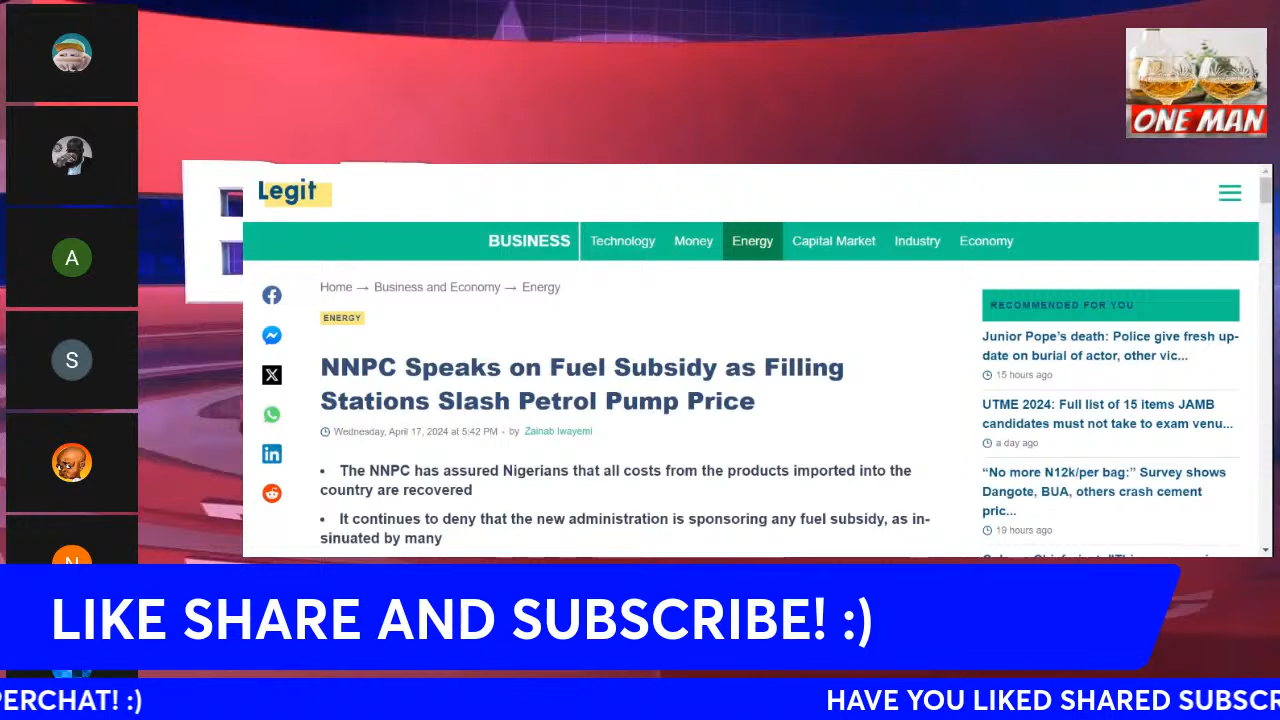 ONE MAN
Legit
BUSINESS Technology Money Energy Capital Market Industry Economy
Home → Business and Economy → Energy
ENERGY
NNPC Speaks on Fuel Subsidy as Filling
Stations Slash Petrol Pump Price
Wednesday, April 17, 2024 at 5:42 PM - by Zainab Iwayemi
• The NNPC has assured Nigerians that all costs from the products imported into the
country are recovered
• It continues to deny that the new administration is sponsoring any fuel subsidy, as in-
sinuated by many
RECOMMENDED FOR YOU
Junior Pope's death: Police give fresh up-
date on burial of actor, other vic...
15 hours ago
UTME 2024: Full list of 15 items JAMB
candidates must not take to exam venu...
a day ago
“No more N12k/per bag:” Survey shows
Dangote, BUA, others crash cement
pric...
19 hours ago
A
S
N
LIKE SHARE AND SUBSCRIBE! :)
PERCHAT! :) HAVE YOU LIKED SHARED SUBSCR